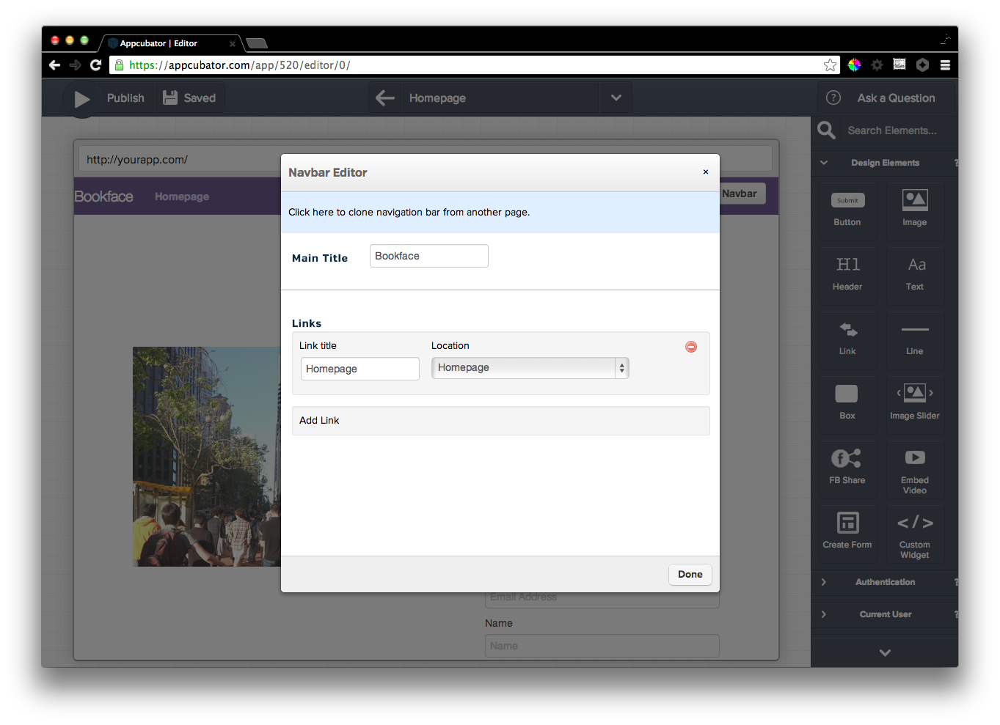 Appcubator | Editor
https://appcubator.com/app/520/editor/0/
Publish
Saved
Homepage
? Ask a Question
Search Elements...
http://yourapp.com/
Bookface Homepage
Navbar
Navbar Editor
×
Click here to clone navigation bar from another page.
Main Title Bookface
Links
Link title Location
Homepage Homepage
Add Link
Done
Email Address
Name
Name
Design Elements ?
Submit
Button
Image
H1
Header
Aa
Text
Link
Line
Box
Image Slider
FB Share
Embed
Video
Create Form
</>
Custom
Widget
Authentication ?
Current User ?